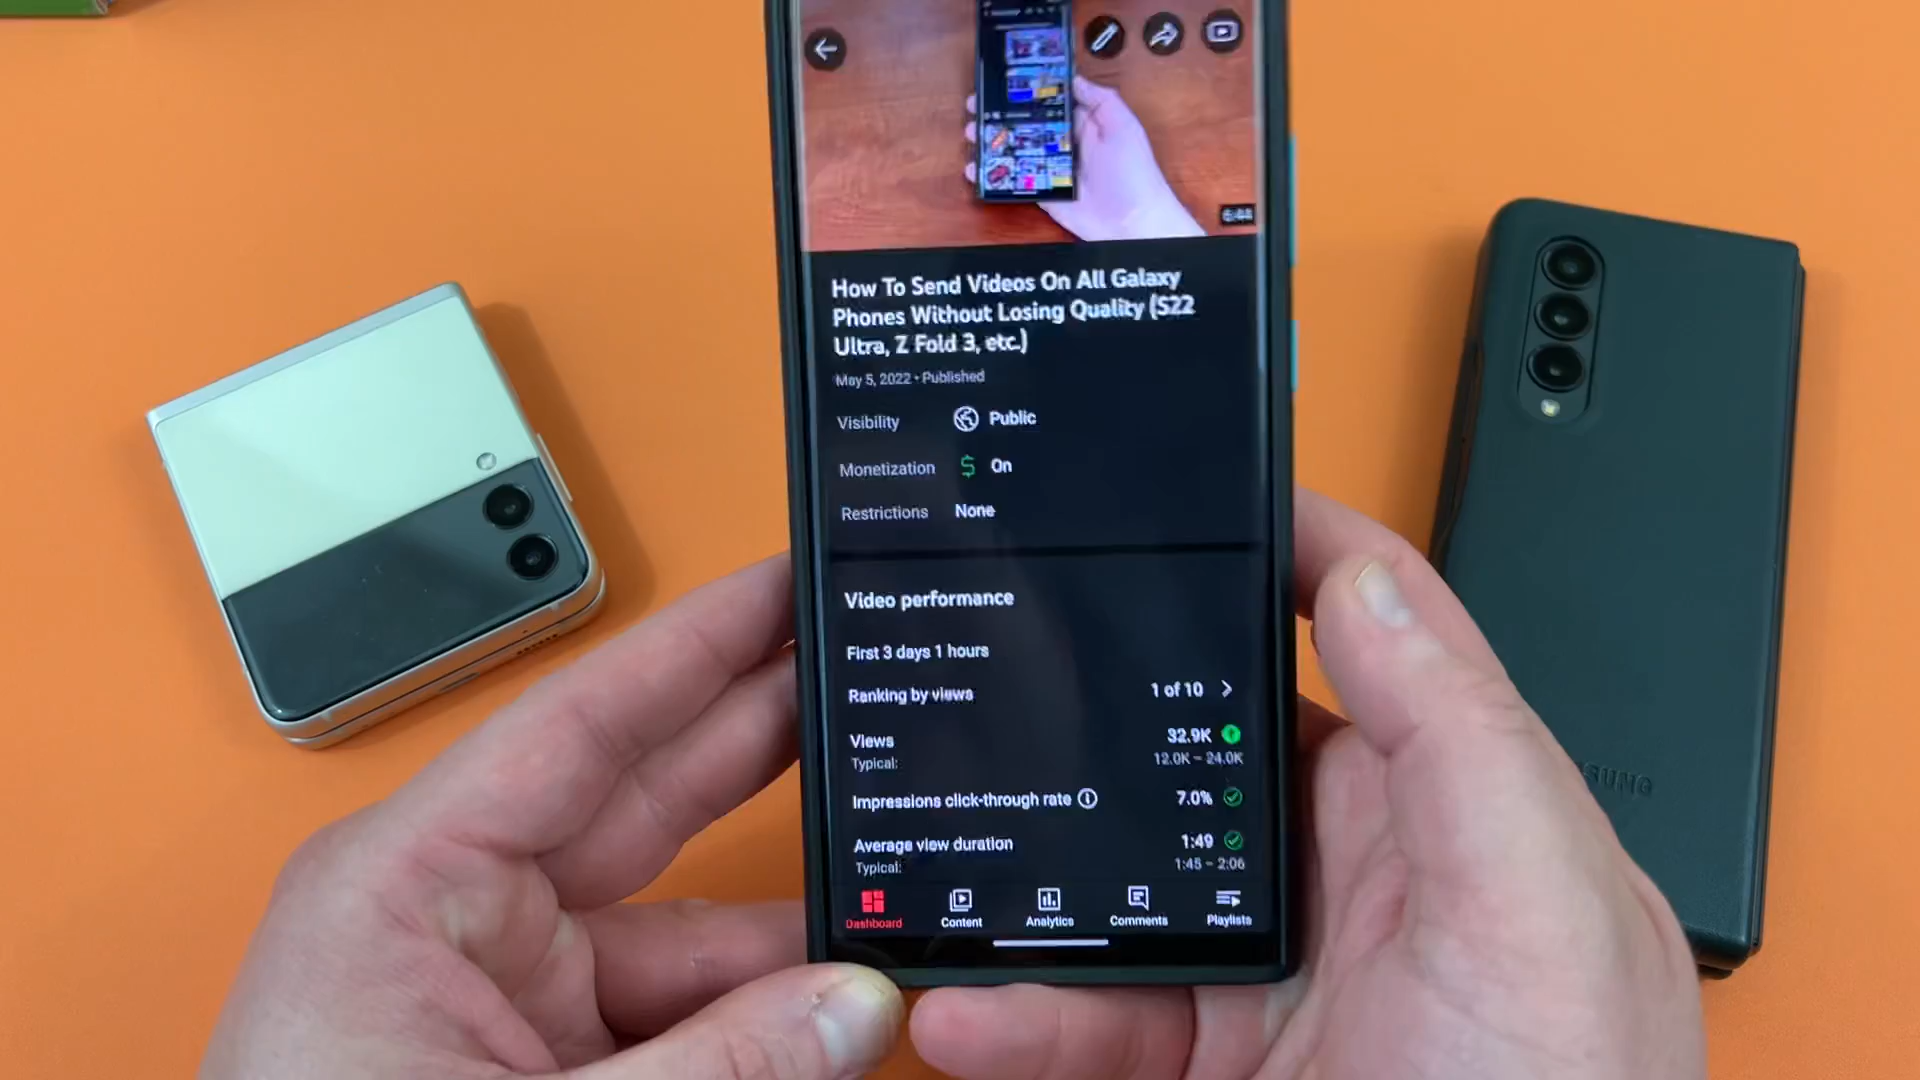 6:44
How To Send Videos On All Galaxy
Phones Without Losing Quality (S22
Ultra, Z Fold 3, etc.)
May 5, 2022 • Published
Visibility Public
Monetization $ On
Restrictions None
Video performance
First 3 days 1 hours
Ranking by views 1 of 10 >
Views 32.9K
Typical: 12.0K – 24.0K
Impressions click-through rate 7.0%
Average view duration 1:49
Typical: 1:45 – 2:06
Dashboard Content Analytics Comments Playlists